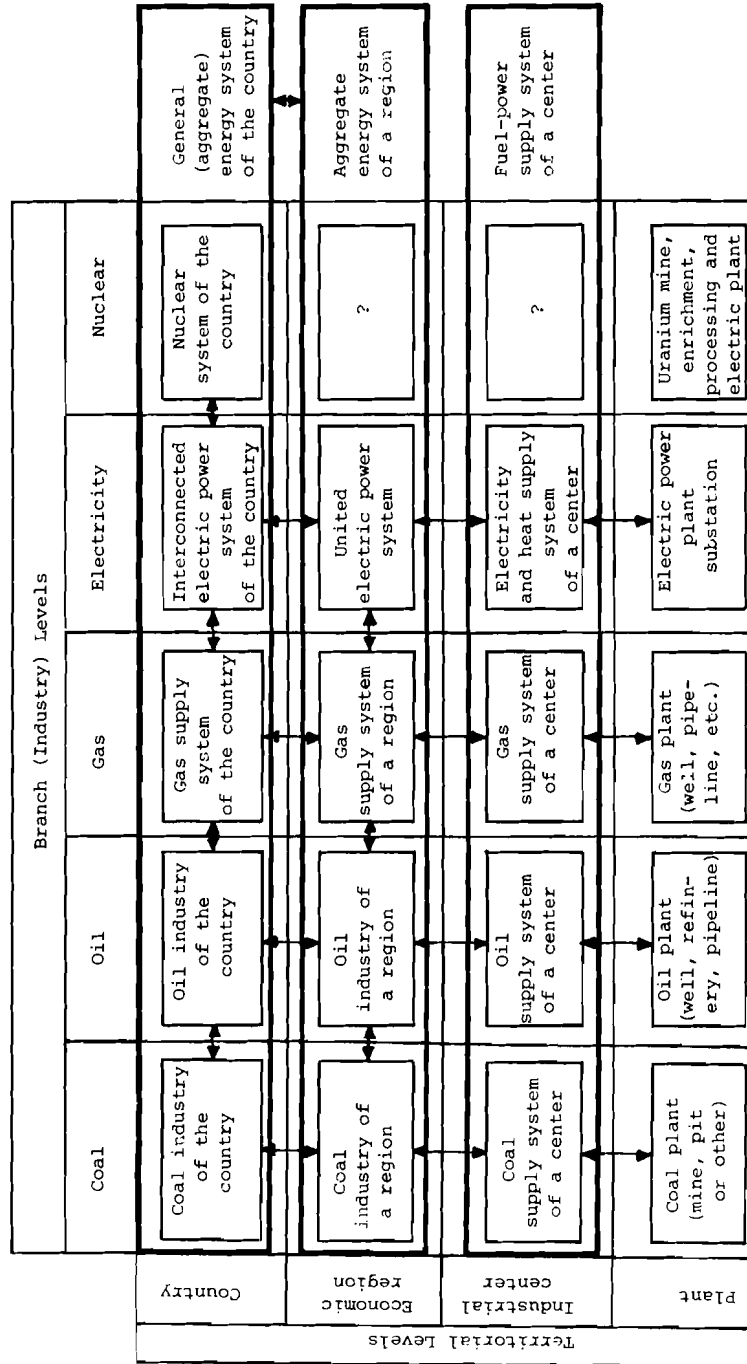 Branch (Industry) Levels
Coal
Oil
Gas
Electricity
Nuclear
Territorial Levels
Country
Coal industry
of the
country
Oil industry
of the
country
Gas supply
system
of the country
Interconnected
electric power
system
of the country
Nuclear
system of the
country
General
(aggregate)
energy system
of the country
Economic
region
Coal
industry of
a region
Oil
industry of
a region
Gas
supply system
of a region
United
electric power
system
?
Aggregate
energy system
of a region
Industrial
center
Coal
supply system
of a center
Oil
supply system
of a center
Gas
supply system
of a center
Electricity
and heat supply
system
of a center
?
Fuel-power
supply system
of a center
Plant
Coal plant
(mine, pit
or other)
Oil plant
(well, refin-
ery, pipeline)
Gas plant
(well, pipe-
line, etc.)
Electric power
plant
substation
Uranium mine,
enrichment,
processing and
electric plant